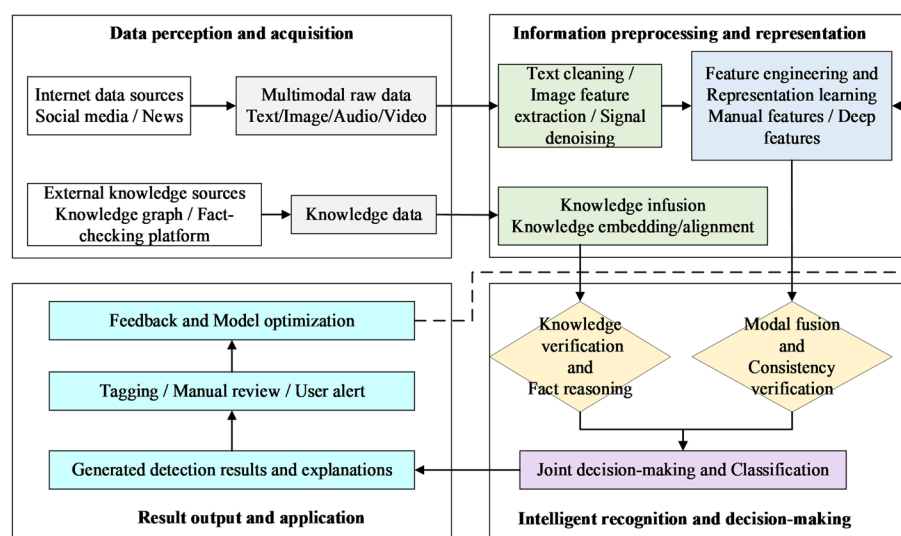 Data perception and acquisition
Internet data sources
Social media / News
Multimodal raw data
Text/Image/Audio/Video
External knowledge sources
Knowledge graph / Fact-
checking platform
Knowledge data
Information preprocessing and representation
Text cleaning /
Image feature
extraction / Signal
denoising
Feature engineering and
Representation learning
Manual features / Deep
features
Knowledge infusion
Knowledge embedding/alignment
Feedback and Model optimization
Tagging / Manual review / User alert
Generated detection results and explanations
Result output and application
Knowledge
verification
and
Fact reasoning
Modal fusion
and
Consistency
verification
Joint decision-making and Classification
Intelligent recognition and decision-making